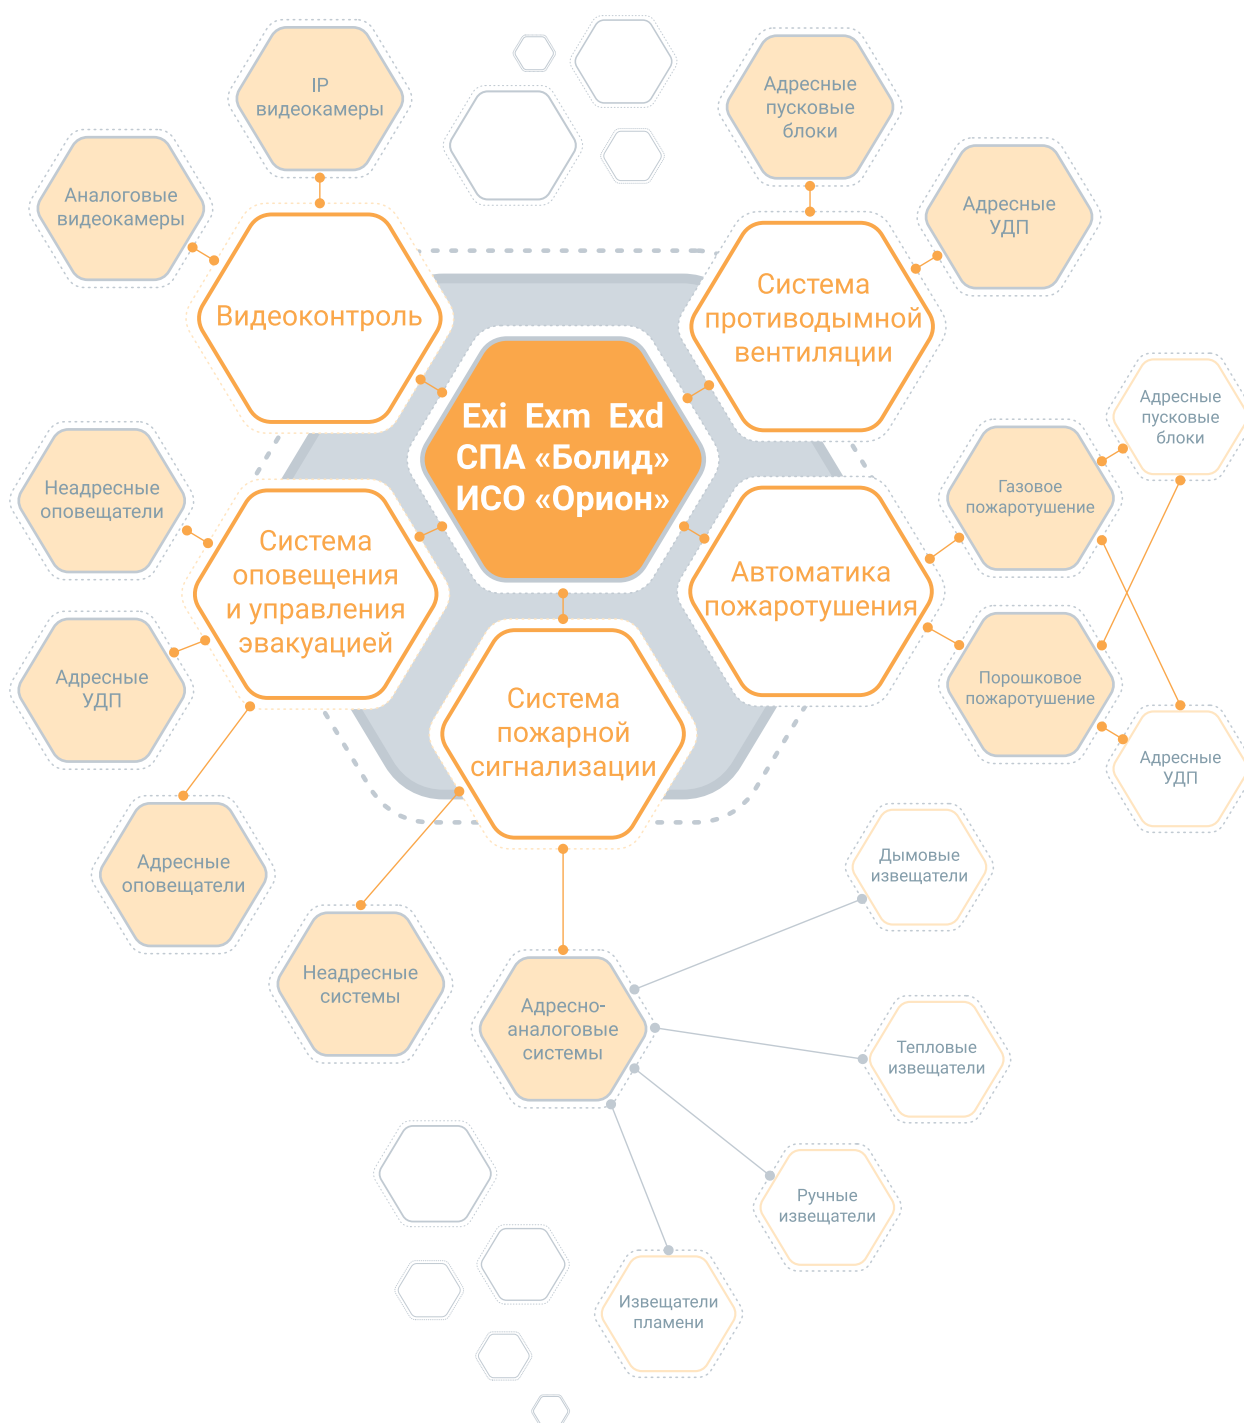 IP
видеокамеры
Аналоговые
видеокамеры
Видеоконтроль
Адресные
пусковые
блоки
Адресные
УДП
Система
противодымной
вентиляции
Exi Exm Exd
СПА «Болид»
ИСО «Орион»
Неадресные
оповещатели
Система
оповещения
и управления
эвакуацией
Адресные
УДП
Адресные
оповещатели
Автоматика
пожаротушения
Адресные
пусковые
блоки
Газовое
пожаротушение
Порошковое
пожаротушение
Адресные
УДП
Система
пожарной
сигнализации
Неадресные
системы
Адресно-
аналоговые
системы
Дымовые
извещатели
Тепловые
извещатели
Ручные
извещатели
Извещатели
пламени